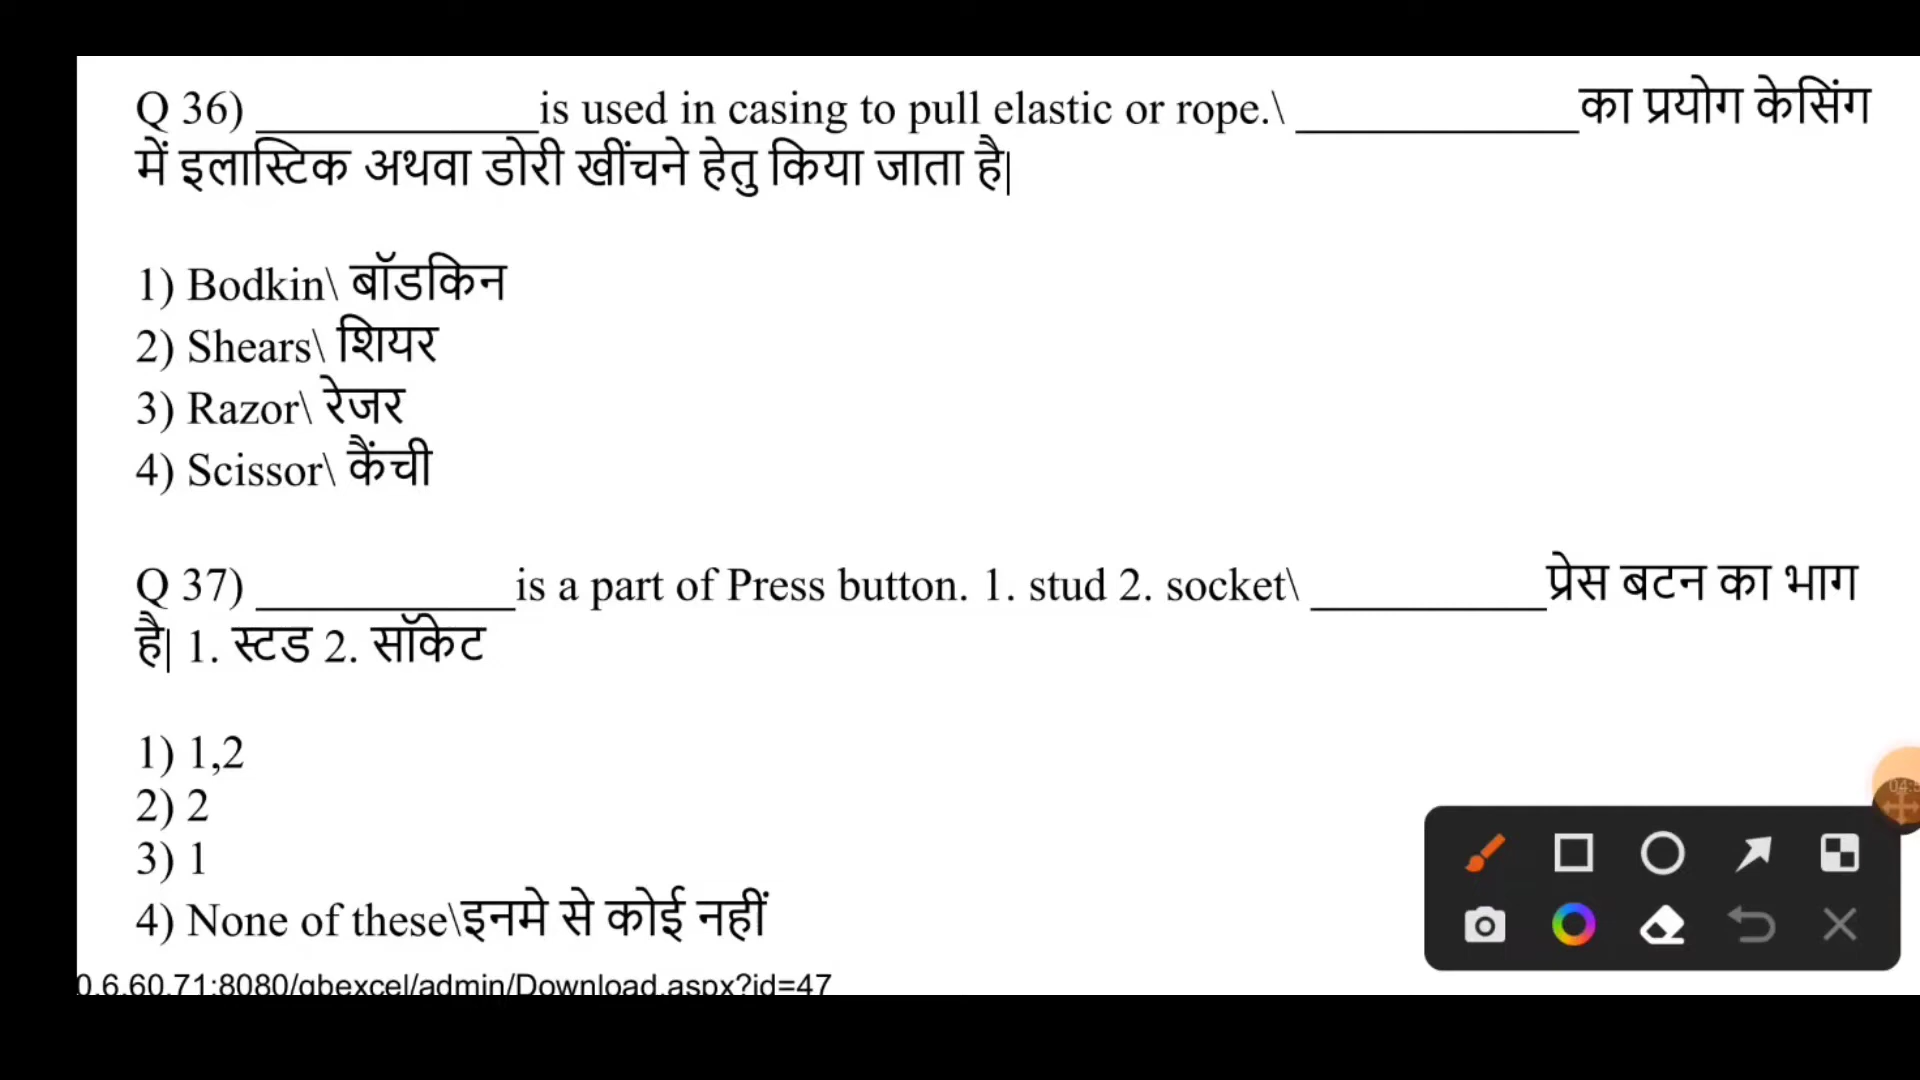 Q 36) ____________is used in casing to pull elastic or rope.\ ____________का प्रयोग केसिंग
में इलास्टिक अथवा डोरी खींचने हेतु किया जाता है|
1) Bodkin\ बॉडकिन
2) Shears\ शियर
3) Razor\ रेजर
4) Scissor\ कैंची
Q 37) ___________is a part of Press button. 1. stud 2. socket\ __________प्रेस बटन का भाग
है| 1. स्टड 2. सॉकेट
1) 1,2
2) 2
3) 1
4) None of these\इनमे से कोई नहीं
0.6.60.71:8080/qbexcel/admin/Download.aspx?id=47